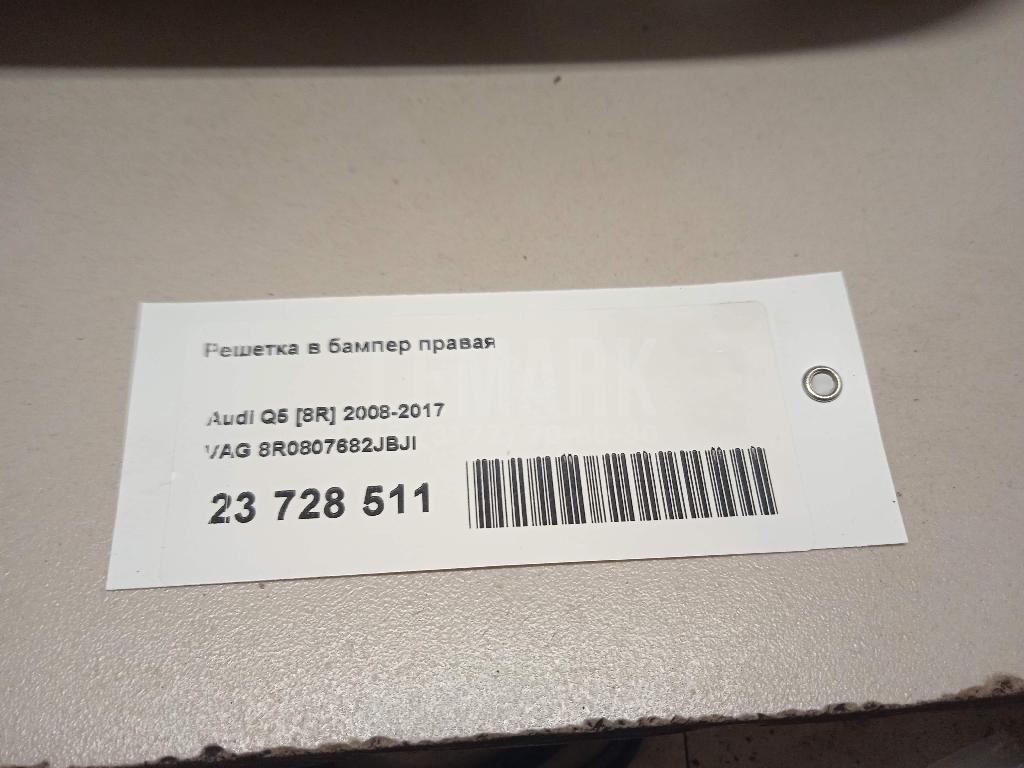 Решетка в бампер правая
Audi Q5 [8R] 2008-2017
VAG 8R0807682JBJI
23 728 511